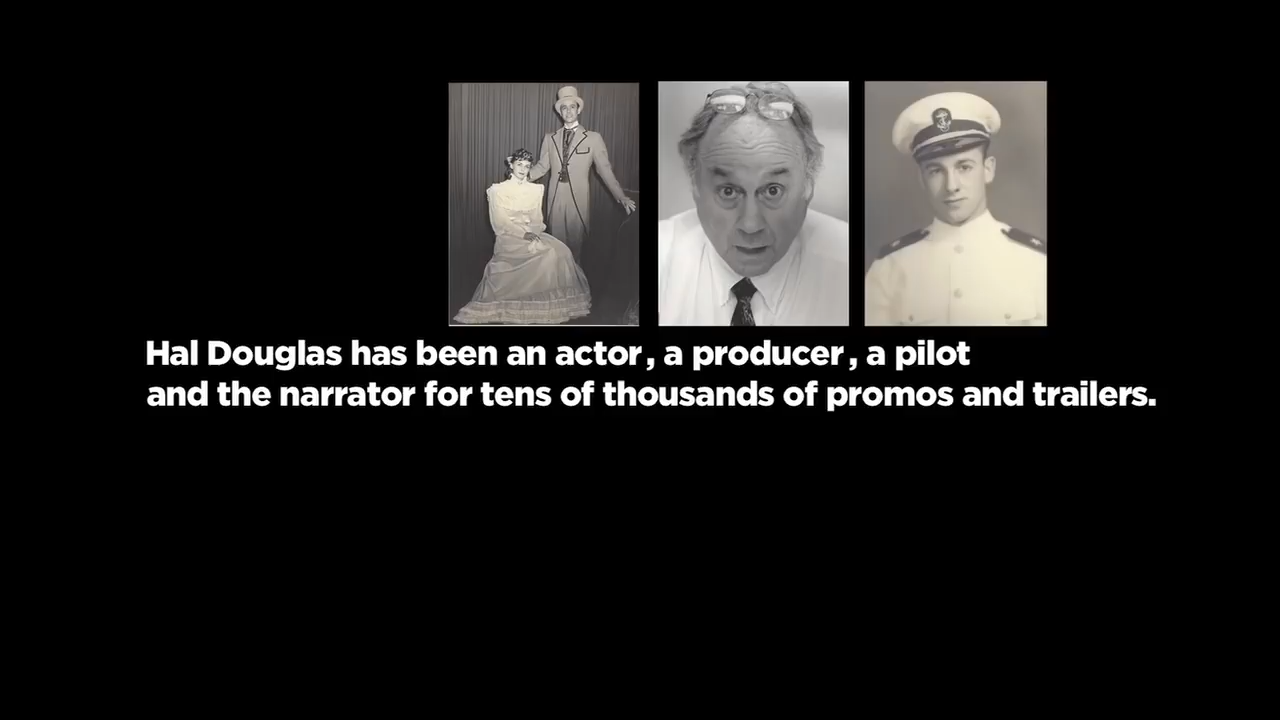 Hal Douglas has been an actor, a producer, a pilot
and the narrator for tens of thousands of promos and trailers.